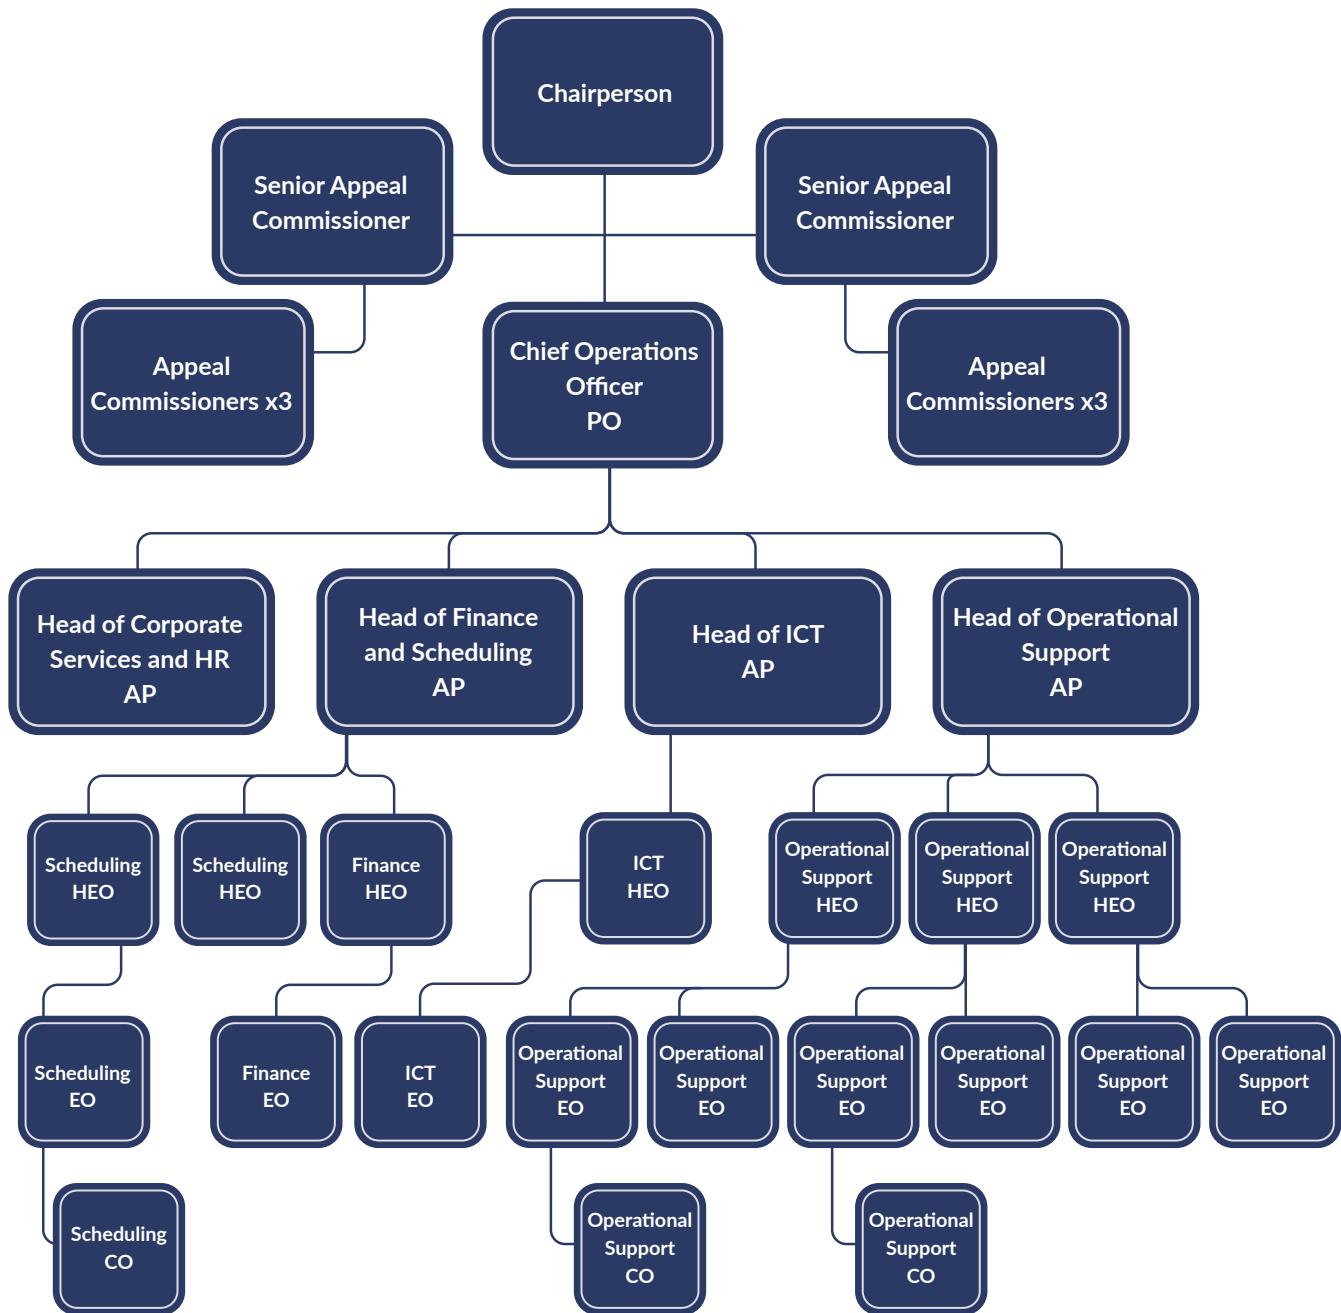 Chairperson
Senior Appeal
Commissioner
Senior Appeal
Commissioner
Appeal
Commissioners x3
Chief Operations
Officer
PO
Appeal
Commissioners x3
Head of Corporate
Services and HR
AP
Head of Finance
and Scheduling
AP
Head of ICT
AP
Head of Operational
Support
AP
Scheduling
HEO
Scheduling
HEO
Finance
HEO
ICT
HEO
Operational
Support
HEO
Operational
Support
HEO
Operational
Support
HEO
Scheduling
EO
Finance
EO
ICT
EO
Operational
Support
EO
Operational
Support
EO
Operational
Support
EO
Operational
Support
EO
Operational
Support
EO
Operational
Support
EO
Scheduling
CO
Operational
Support
CO
Operational
Support
CO